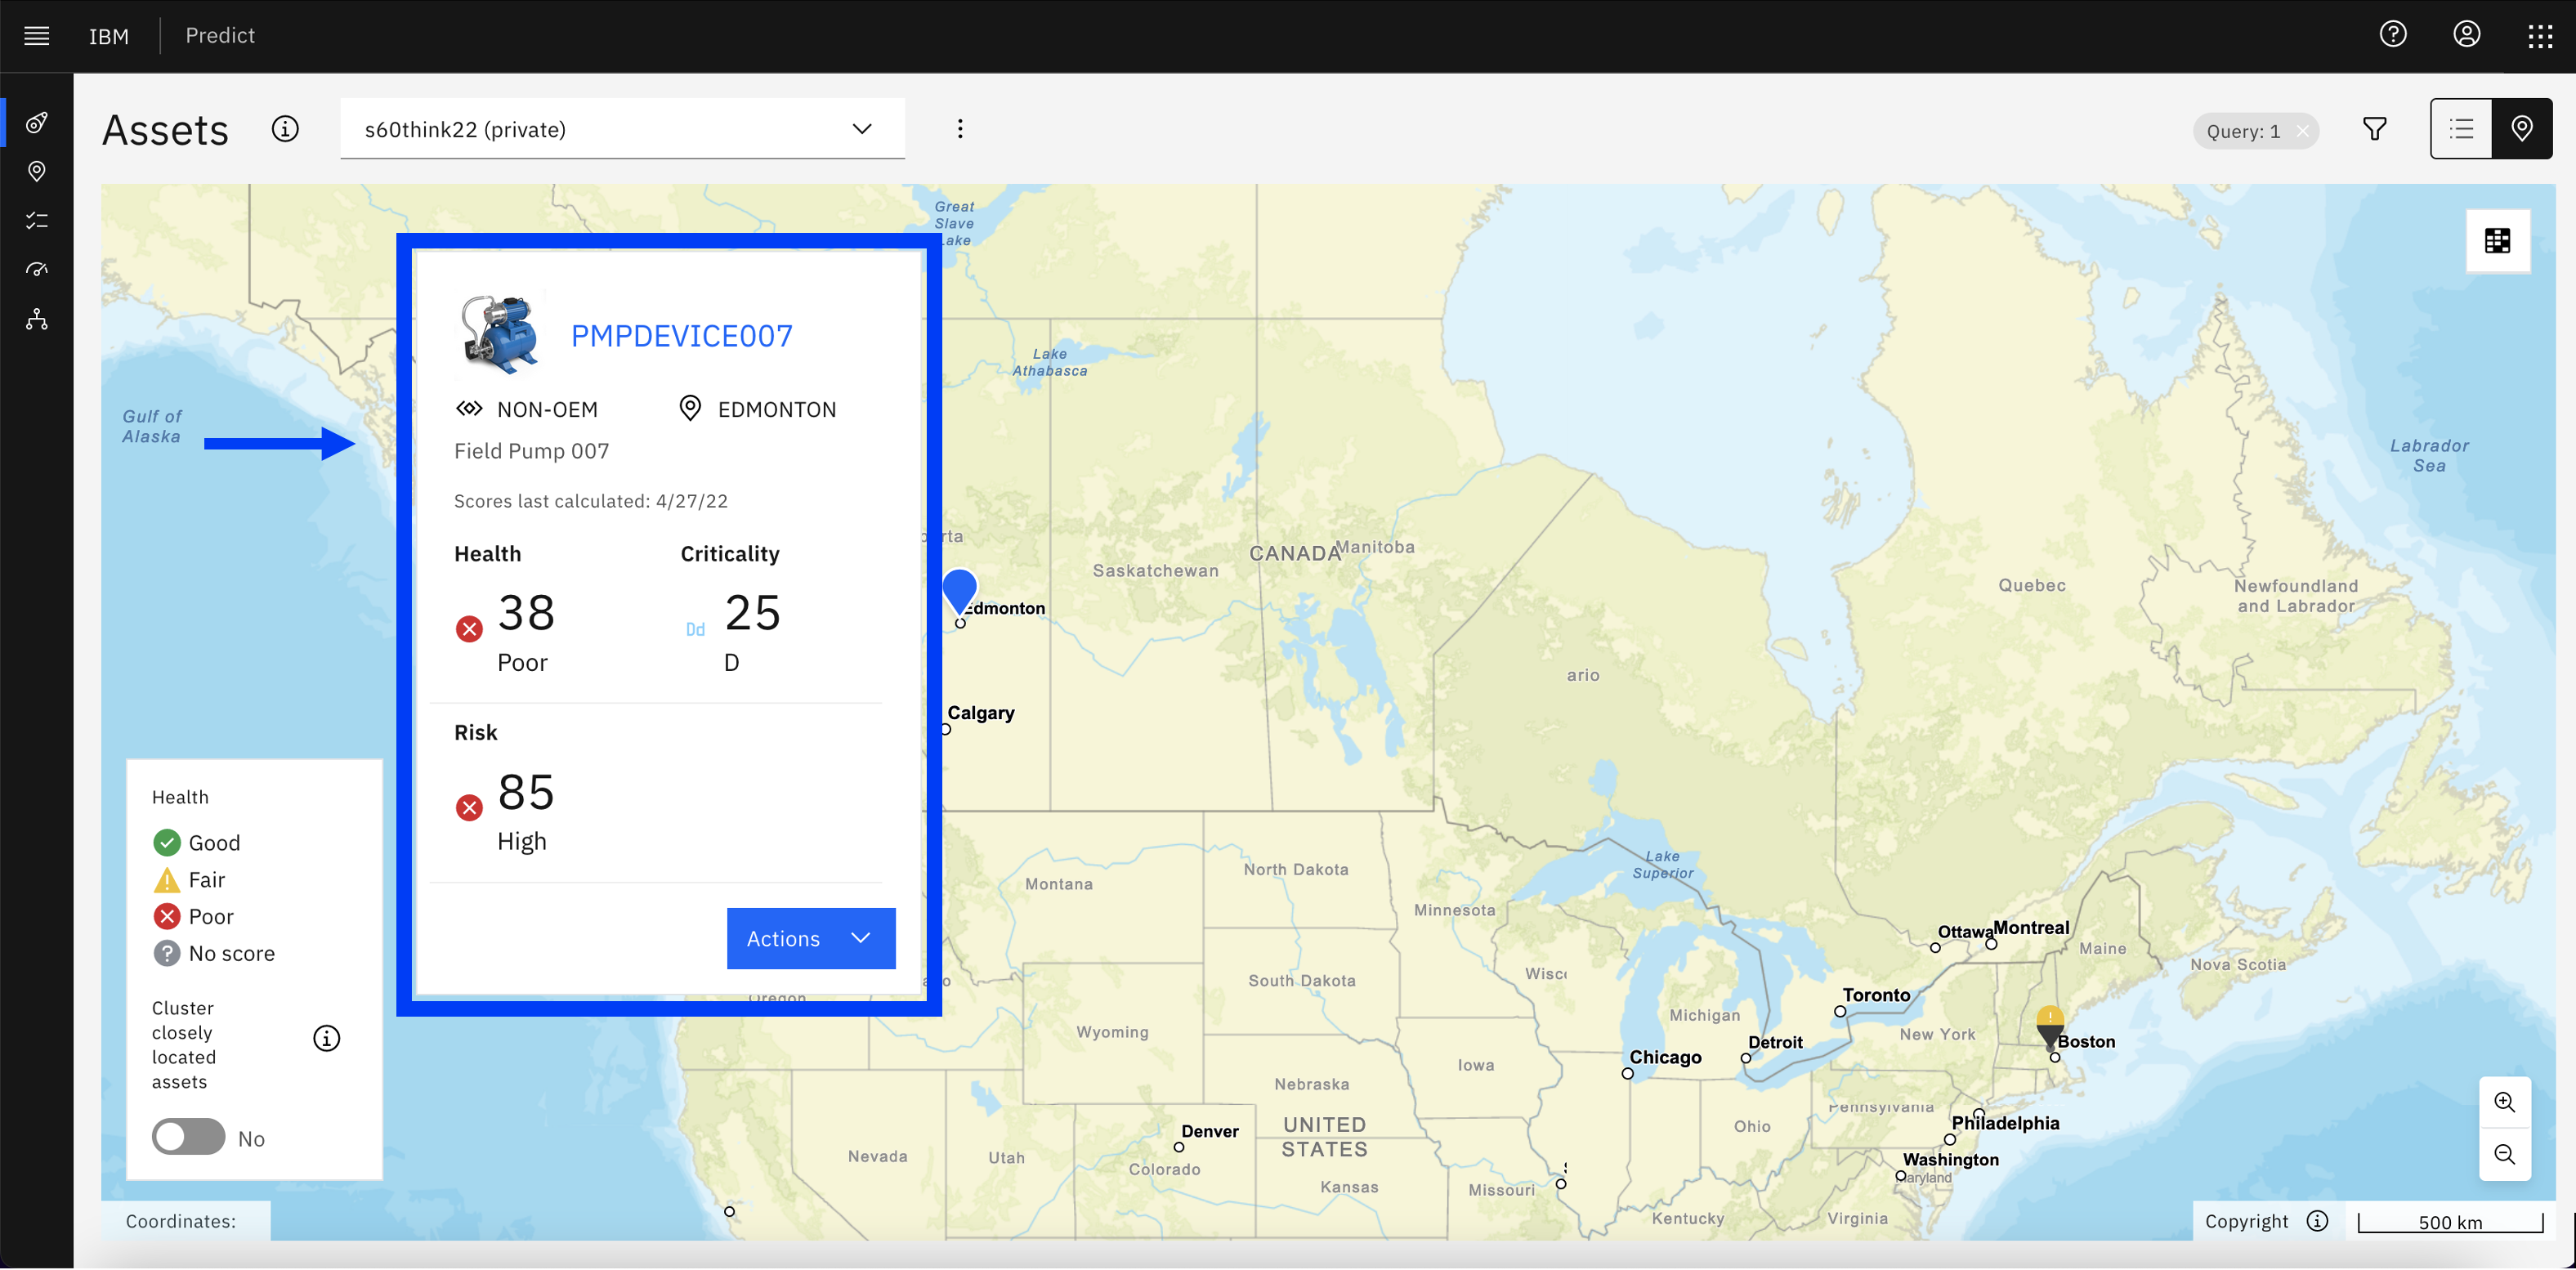 IBM
Predict
Assets
s60think22 (private)
Query: 1
Great
Slave
Lake
PMPDEVICE007
NON-OEM
EDMONTON
Field Pump 007
Scores last calculated: 4/27/22
Health
Criticality
38
Dd
25
Poor
D
Risk
85
High
Actions
Gulf of
Alaska
Lake
Athabasca
Labrador
Sea
CANADA
Manitoba
Saskatchewan
Quebec
Newfoundland
and Labrador
Edmonton
Calgary
ario
Health
Good
Fair
Poor
No score
Cluster
closely
located
assets
No
Lake
Superior
North Dakota
Montana
Minnesota
Ottawa
Montreal
Maine
Nova Scotia
South Dakota
Wisc
Oregon
Toronto
Michigan
New York
Wyoming
Detroit
Boston
Chicago
Iowa
Nebraska
Pennsylvania
Philadelphia
UNITED
STATES
Ohio
Denver
Nevada
Utah
Colorado
Washington
Maryland
Kansas
Missouri
Kentucky
Virginia
Coordinates:
Copyright
500 km